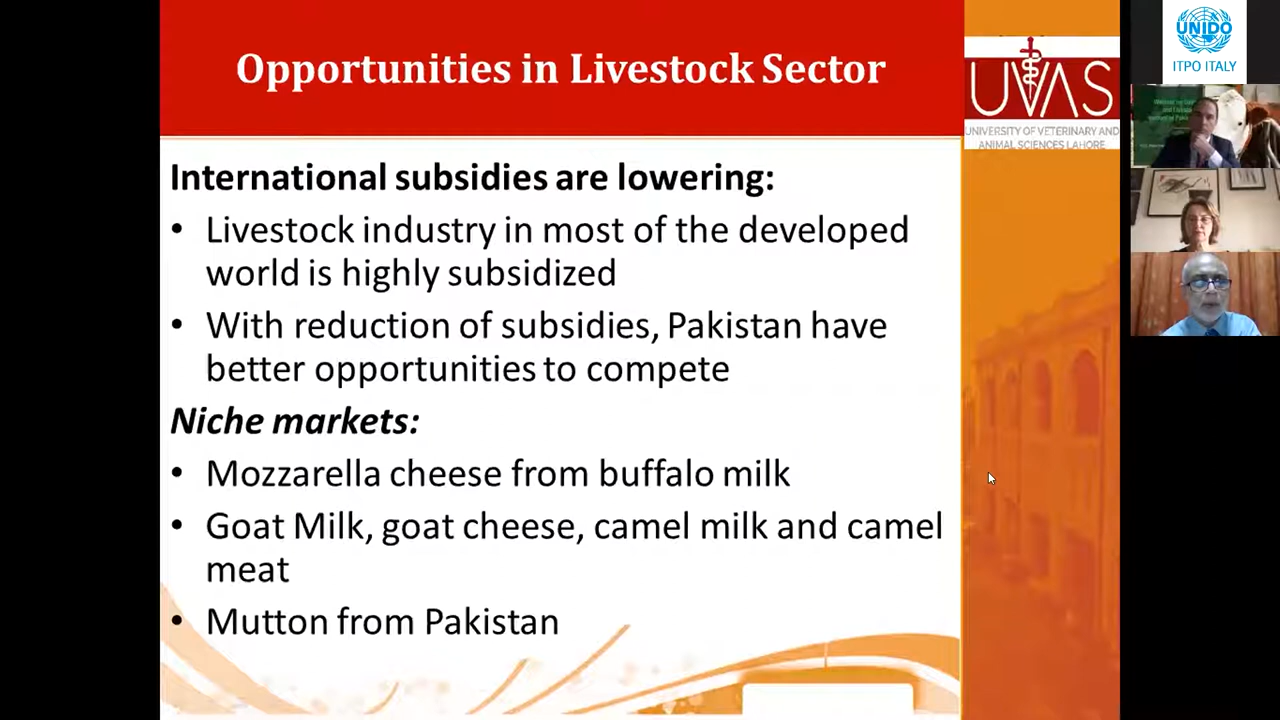 Opportunities in Livestock Sector
International subsidies are lowering:
• Livestock industry in most of the developed
world is highly subsidized
• With reduction of subsidies, Pakistan have
better opportunities to compete
Niche markets:
• Mozzarella cheese from buffalo milk
• Goat Milk, goat cheese, camel milk and camel
meat
• Mutton from Pakistan
UVAS
UNIVERSITY OF VETERINARY AND
ANIMAL SCIENCES LAHORE
UNIDO
ITPO ITALY